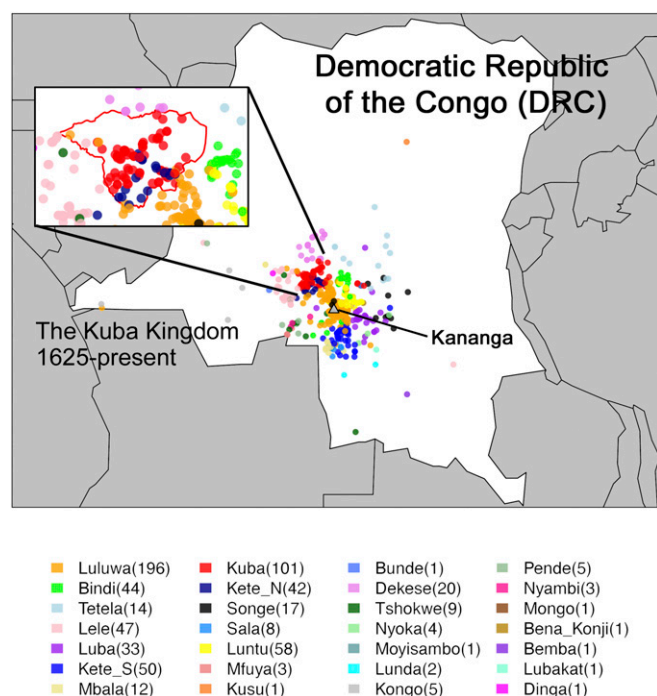 Democratic Republic
of the Congo (DRC)
The Kuba Kingdom
1625-present
Kananga
Luluwa(196) Kuba(101) Bunde(1) Pende(5)
Bindi(44) Kete_N(42) Dekese(20) Nyambi(3)
Tetela(14) Songe(17) Tshokwe(9) Mongo(1)
Lele(47) Sala(8) Nyoka(4) Bena_Konji(1)
Luba(33) Luntu(58) Moyisambo(1) Bemba(1)
Kete_S(50) Mfuya(3) Lunda(2) Lubakat(1)
Mbala(12) Kusu(1) Kongo(5) Dinga(1)